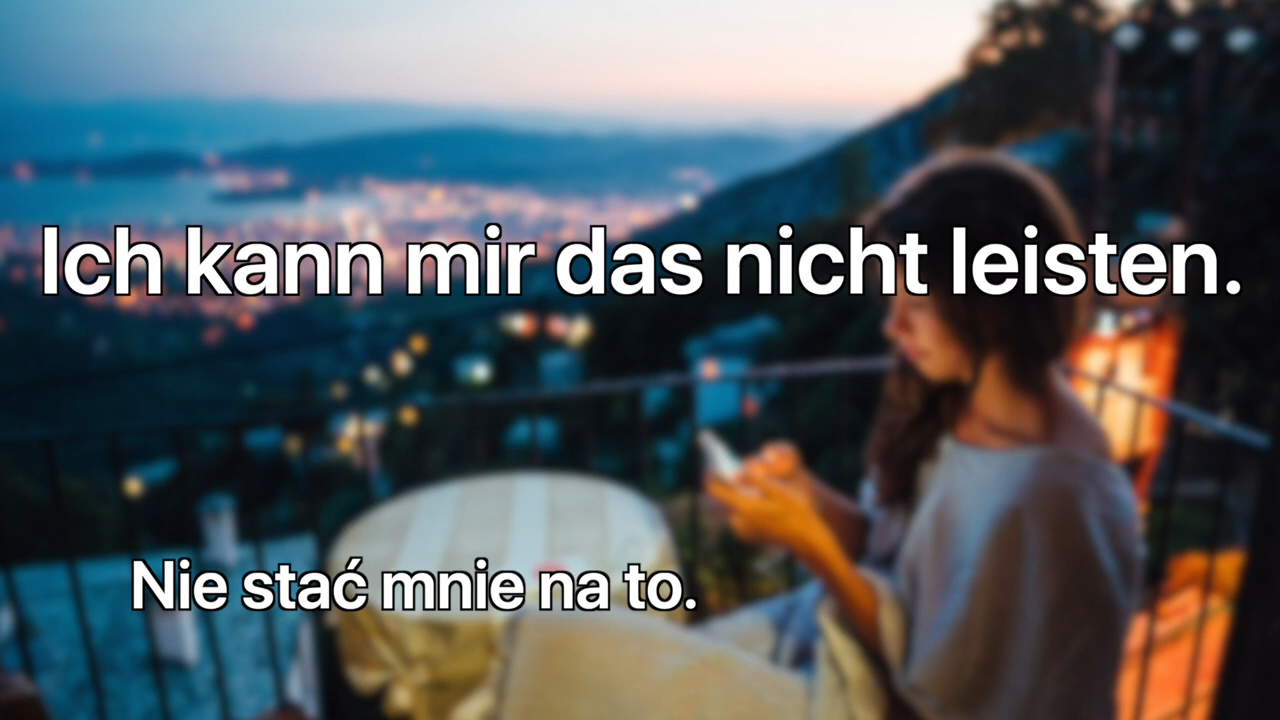 Ich kann mir das nicht leisten.
Nie stać mnie na to.